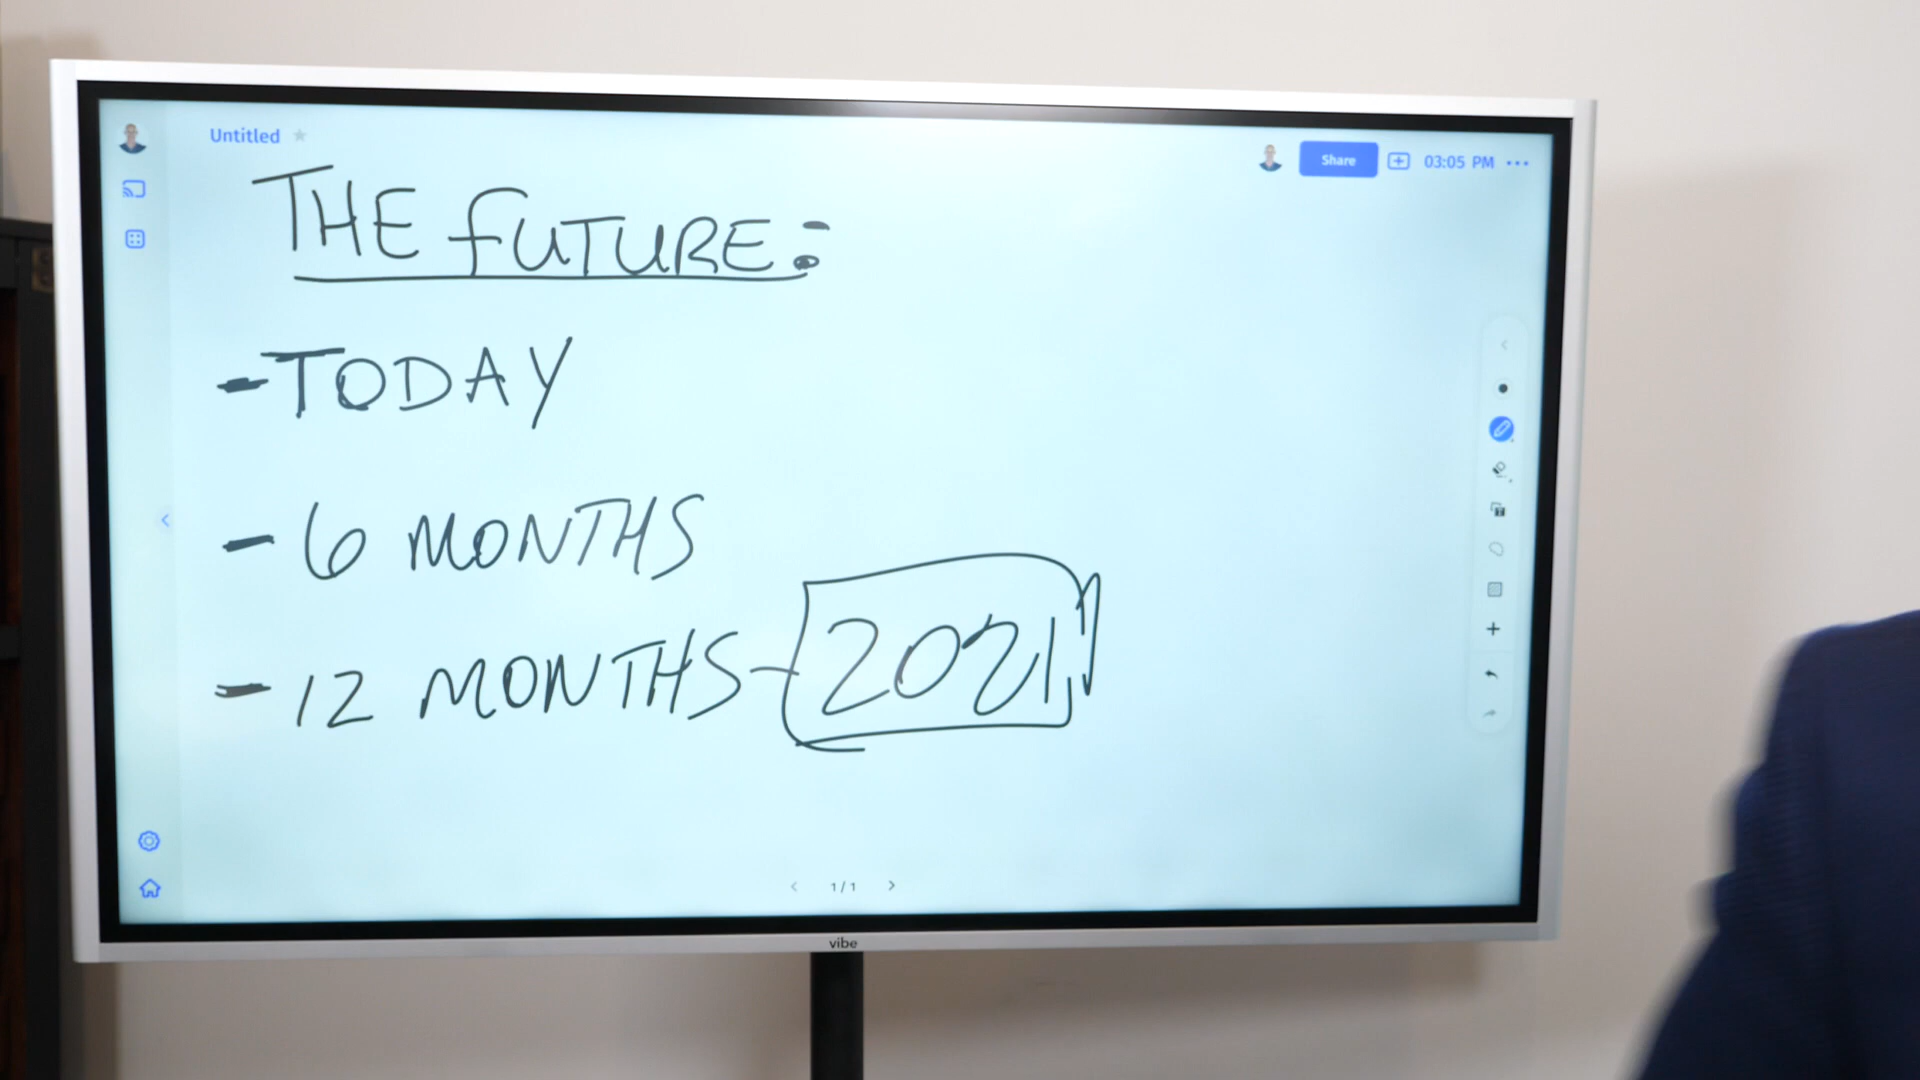 Untitled
Share 03:05 PM
THE FUTURE:
- TODAY
- 6 MONTHS
- 12 MONTHS - 2021
1/1
vibe